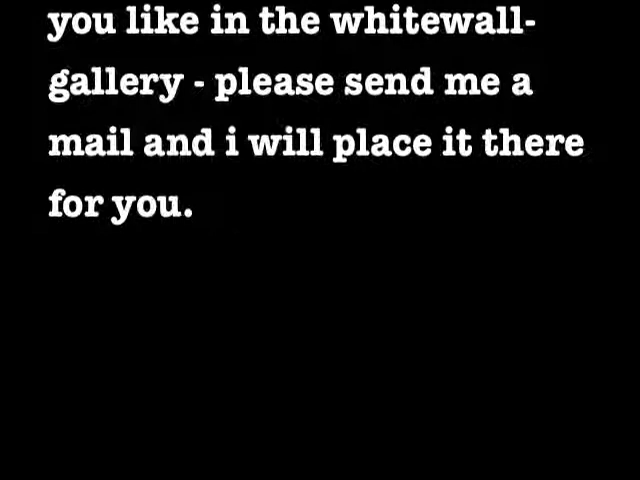 you like in the whitewall-
gallery - please send me a
mail and i will place it there
for you.